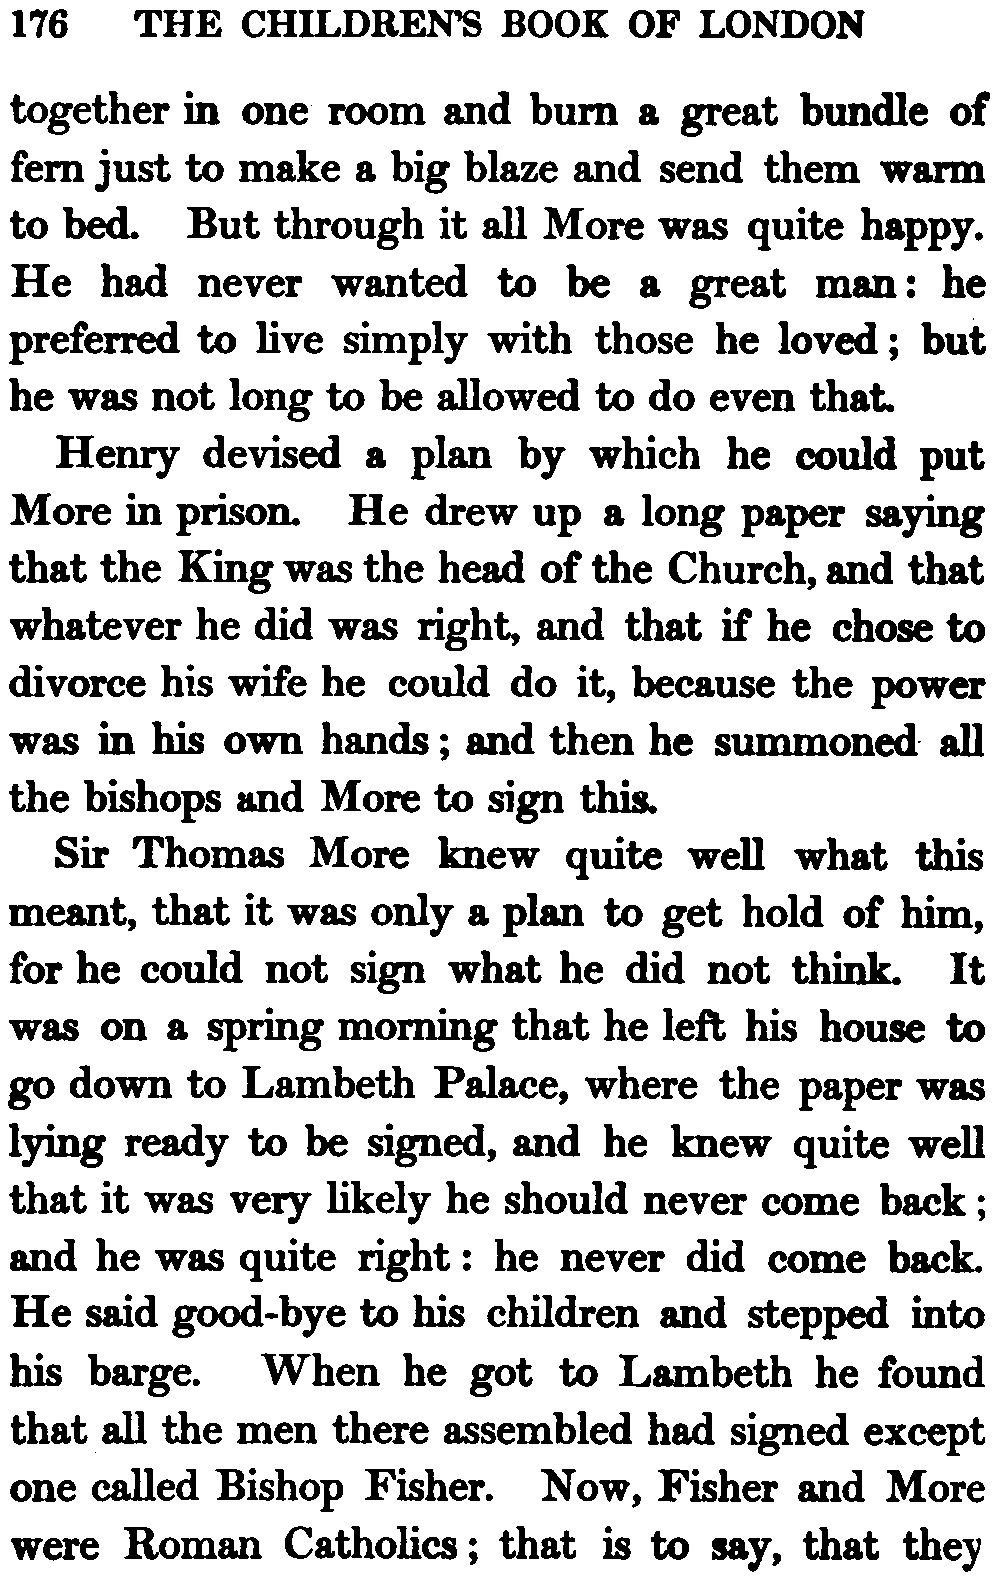 176 THE CHILDREN'S BOOK OF LONDON
together in one room and burn a great bundle of
fern just to make a big blaze and send them warm
to bed. But through it all More was quite happy.
He had never wanted to be a great man: he
preferred to live simply with those he loved; but
he was not long to be allowed to do even that.
Henry devised a plan by which he could put
More in prison. He drew up a long paper saying
that the King was the head of the Church, and that
whatever he did was right, and that if he chose to
divorce his wife he could do it, because the power
was in his own hands; and then he summoned all
the bishops and More to sign this.
Sir Thomas More knew quite well what this
meant, that it was only a plan to get hold of him,
for he could not sign what he did not think. It
was on a spring morning that he left his house to
go down to Lambeth Palace, where the paper was
lying ready to be signed, and he knew quite well
that it was very likely he should never come back;
and he was quite right: he never did come back.
He said good-bye to his children and stepped into
his barge. When he got to Lambeth he found
that all the men there assembled had signed except
one called Bishop Fisher. Now, Fisher and More
were Roman Catholics; that is to say, that they